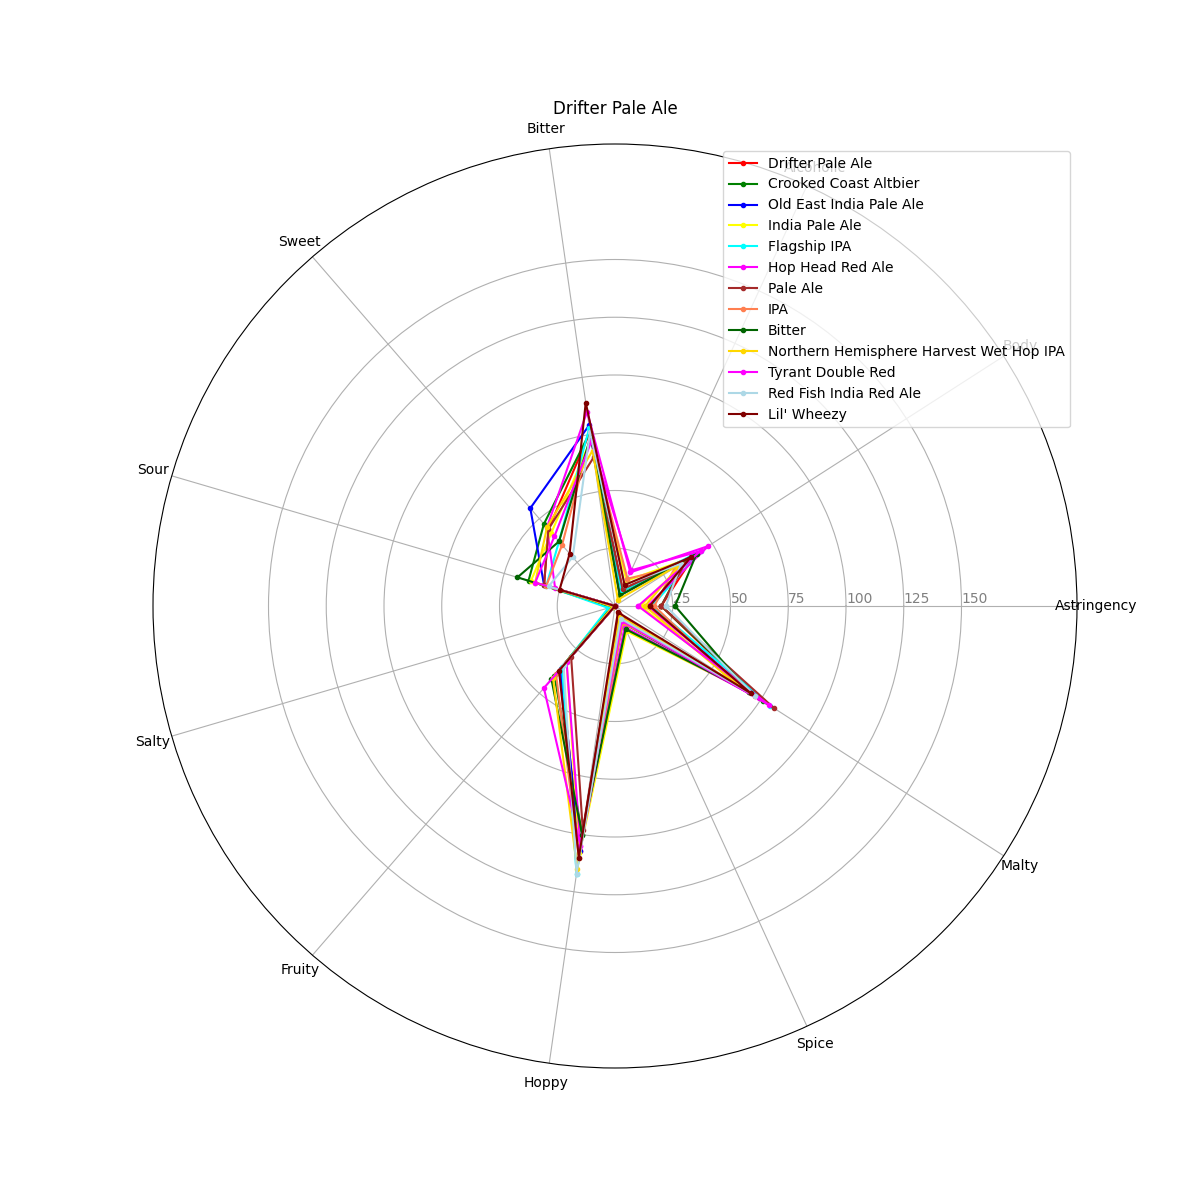 Drifter Pale Ale
Bitter
Alcoholic
Drifter Pale Ale
Crooked Coast Altbier
Old East India Pale Ale
India Pale Ale
Flagship IPA
Hop Head Red Ale
Pale Ale
IPA
Bitter
Northern Hemisphere Harvest Wet Hop IPA
Tyrant Double Red
Red Fish India Red Ale
Lil' Wheezy
Sweet
Body
Sour
25 50 75 100 125 150
Astringency
Salty
Malty
Fruity
Spice
Hoppy